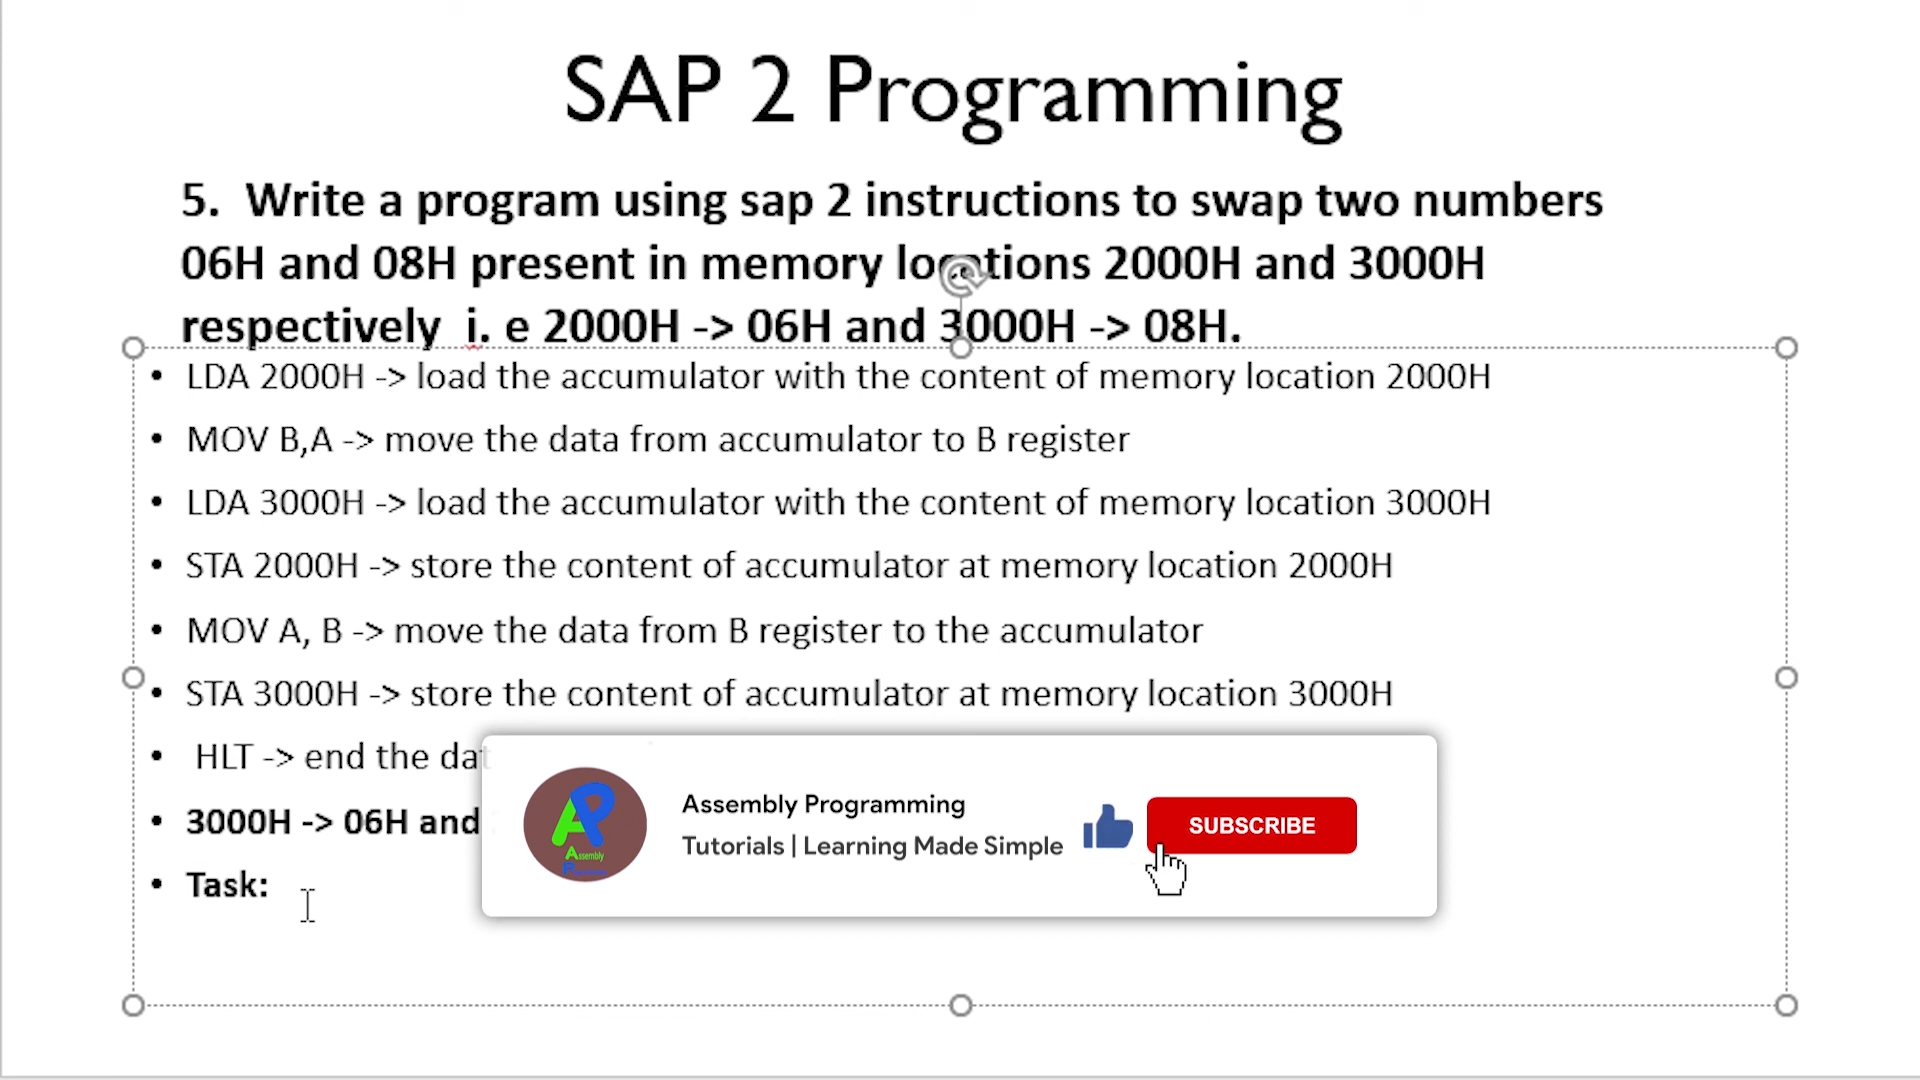 SAP 2 Programming
5. Write a program using sap 2 instructions to swap two numbers
06H and 08H present in memory locations 2000H and 3000H
respectively i. e 2000H -> 06H and 3000H -> 08H.
• LDA 2000H -> load the accumulator with the content of memory location 2000H
• MOV B,A -> move the data from accumulator to B register
• LDA 3000H -> load the accumulator with the content of memory location 3000H
• STA 2000H -> store the content of accumulator at memory location 2000H
• MOV A, B -> move the data from B register to the accumulator
• STA 3000H -> store the content of accumulator at memory location 3000H
• HLT -> end the dat
• 3000H -> 06H and
• Task:
AP
Assembly
Assembly Programming
Tutorials | Learning Made Simple
SUBSCRIBE